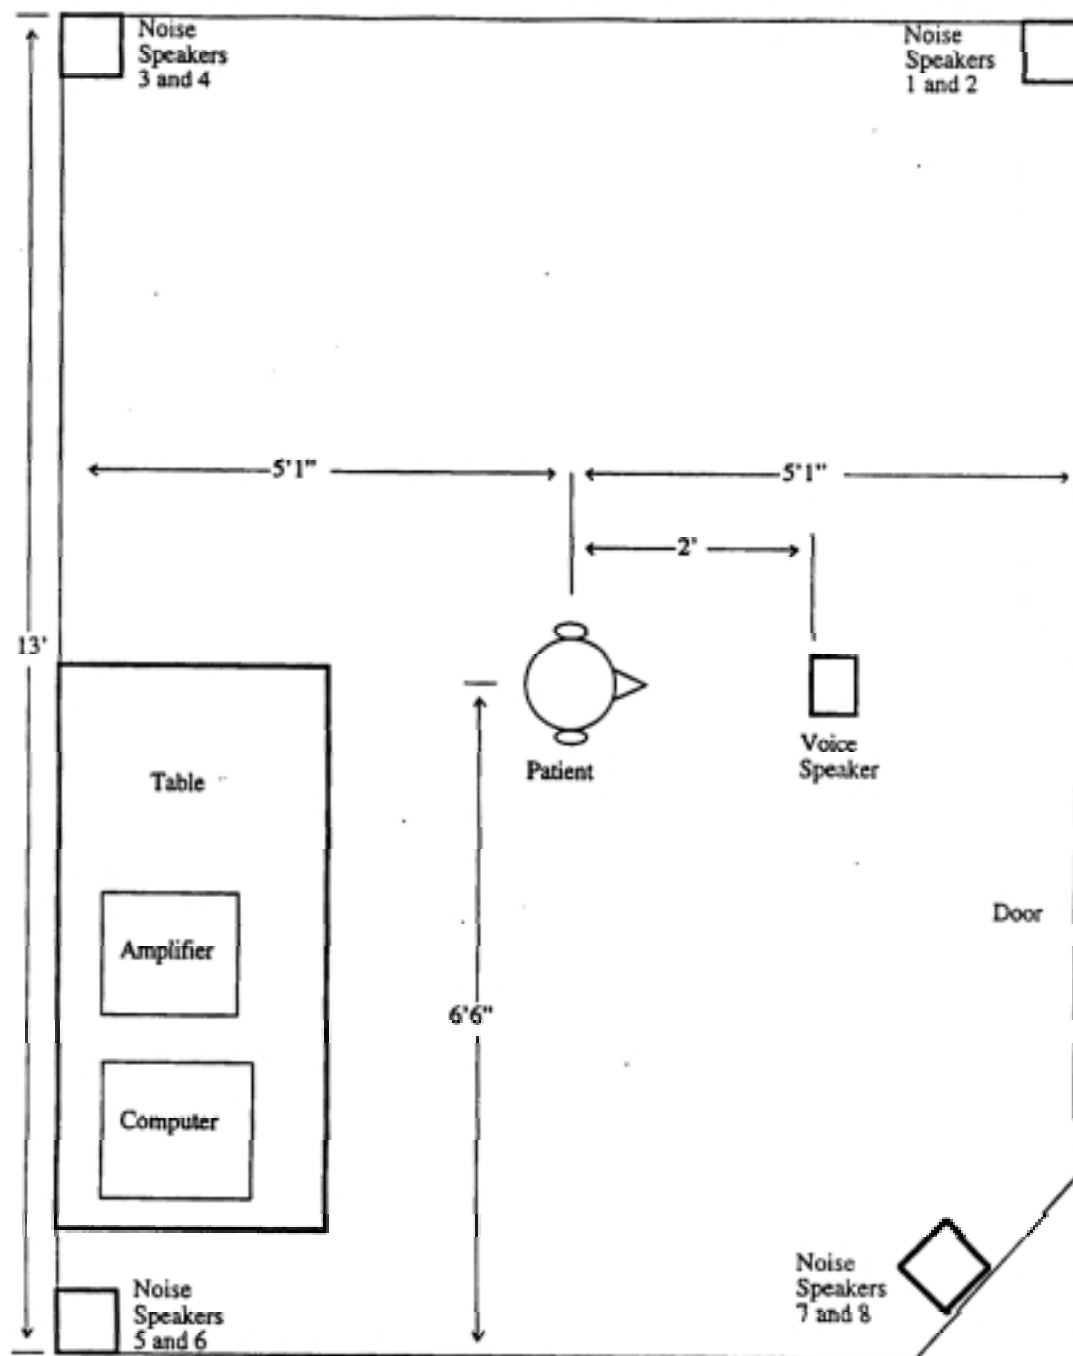 Noise
Speakers
3 and 4
Noise
Speakers
1 and 2
5'1"
5'1"
2'
13'
Patient
Voice
Speaker
Table
Door
Amplifier
6'6"
Computer
Noise
Speakers
5 and 6
Noise
Speakers
7 and 8